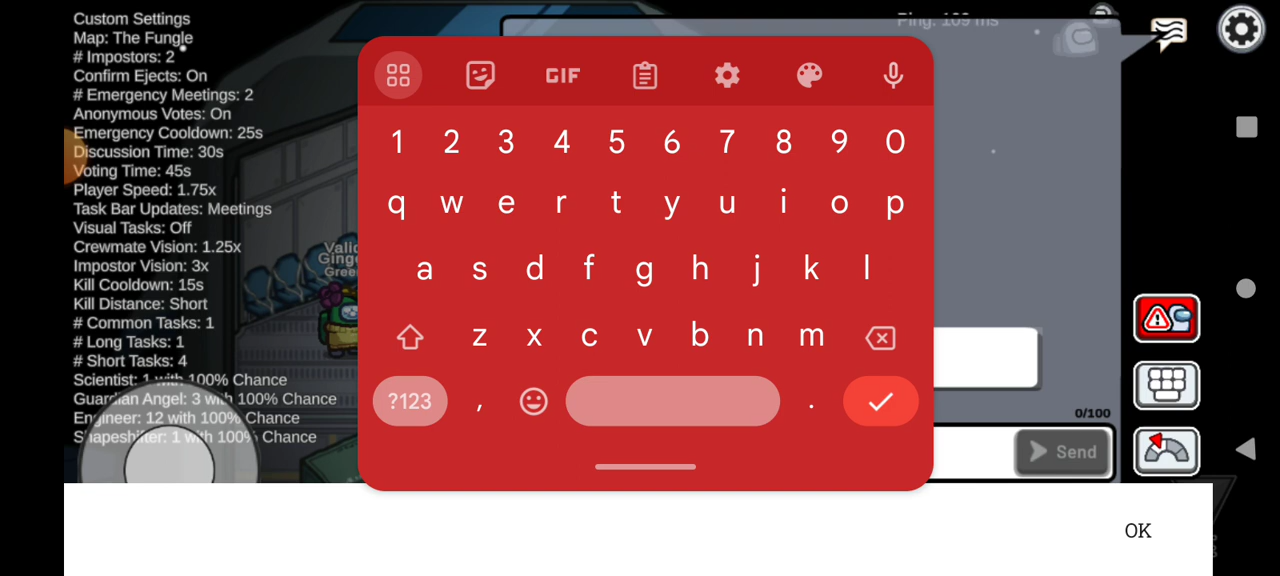 Custom Settings
Map: The Fungle
# Impostors: 2
Confirm Ejects: On
# Emergency Meetings: 2
Anonymous Votes: On
Emergency Cooldown: 25s
Discussion Time: 30s
Voting Time: 45s
Player Speed: 1.75x
Task Bar Updates: Meetings
Visual Tasks: Off
Crewmate Vision: 1.25x
Impostor Vision: 3x
Kill Cooldown: 15s
Kill Distance: Short
# Common Tasks: 1
# Long Tasks: 1
# Short Tasks: 4
Scientist: 1 with 100% Chance
Guardian Angel: 3 with 100% Chance
Engineer: 12 with 100% Chance
Shapeshifter: 1 with 100% Chance
Ping: 109 ms
GIF
1 2 3 4 5 6 7 8 9 0
q w e r t y u i o p
a s d f g h j k l
z x c v b n m
?123 , .
0/100
Send
OK